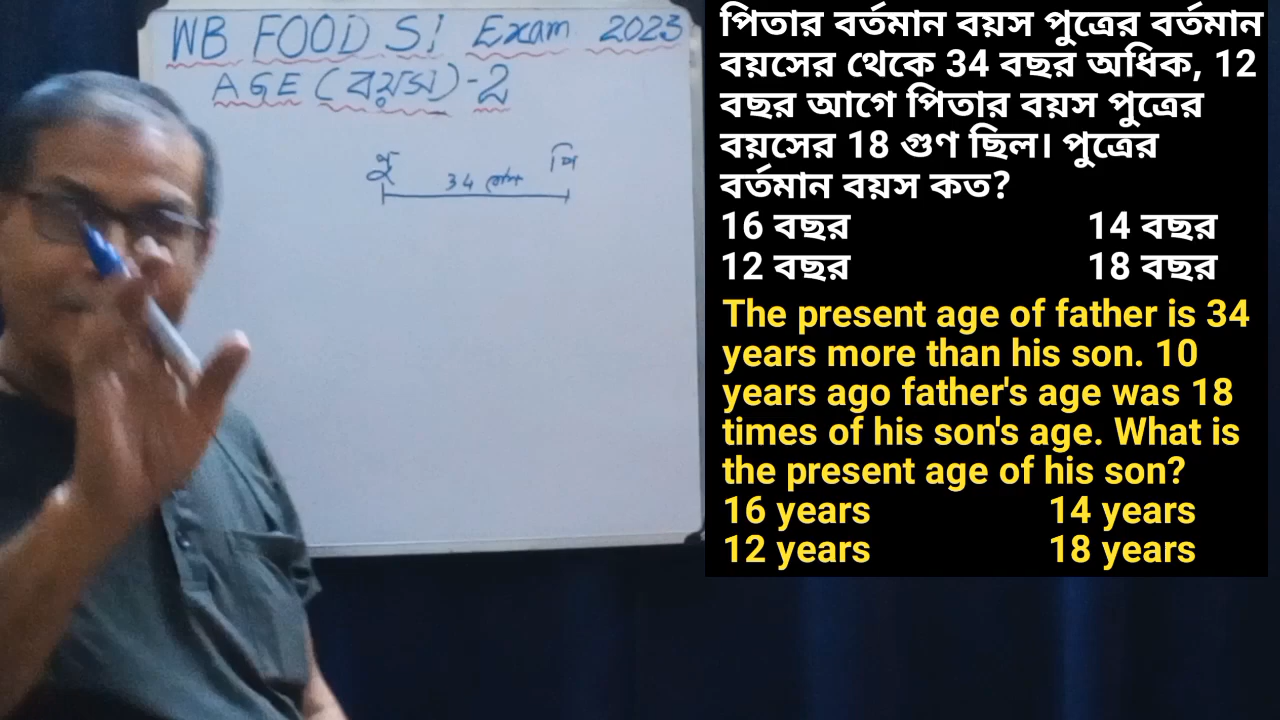 WB FOOD SI Exam 2023
AGE (বয়স)-2
পু 34 বেশি পি
পিতার বর্তমান বয়স পুত্রের বর্তমান
বয়সের থেকে 34 বছর অধিক, 12
বছর আগে পিতার বয়স পুত্রের
বয়সের 18 গুণ ছিল। পুত্রের
বর্তমান বয়স কত?
16 বছর 14 বছর
12 বছর 18 বছর
The present age of father is 34
years more than his son. 10
years ago father's age was 18
times of his son's age. What is
the present age of his son?
16 years 14 years
12 years 18 years